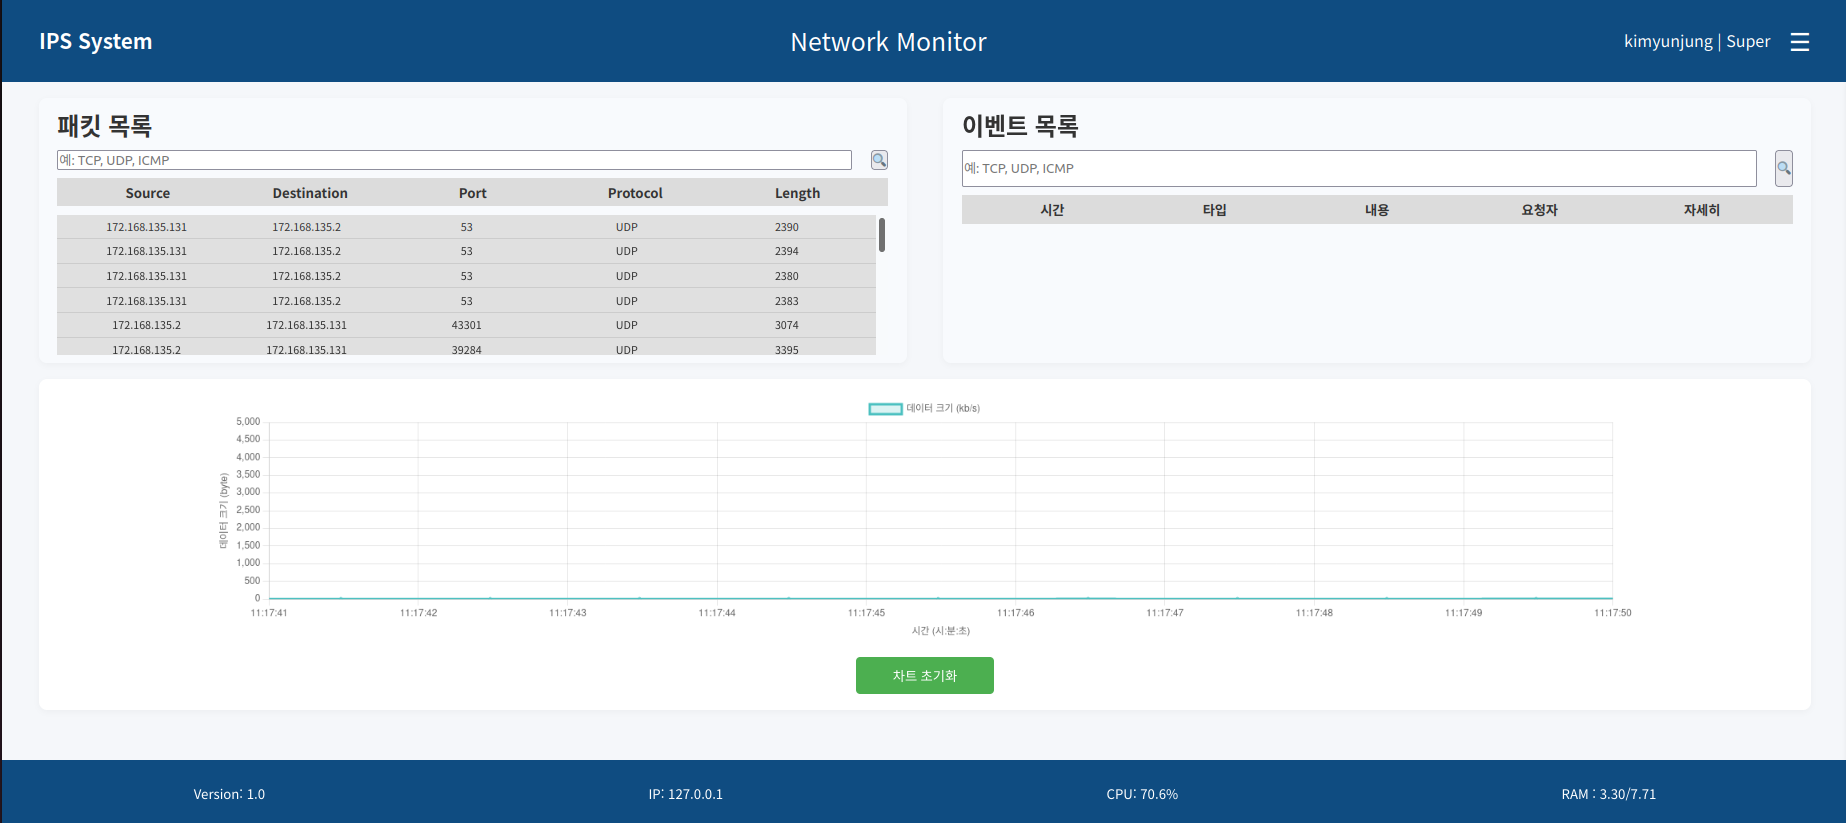 IPS System
Network Monitor
kimyunjung | Super
패킷 목록
예: TCP, UDP, ICMP
Source Destination Port Protocol Length
172.168.135.131 172.168.135.2 53 UDP 2390
172.168.135.131 172.168.135.2 53 UDP 2394
172.168.135.131 172.168.135.2 53 UDP 2380
172.168.135.131 172.168.135.2 53 UDP 2383
172.168.135.2 172.168.135.131 43301 UDP 3074
172.168.135.2 172.168.135.131 39284 UDP 3395
이벤트 목록
예: TCP, UDP, ICMP
시간 타입 내용 요청자 자세히
데이터 크기 (kb/s)
데이터 크기 (byte)
5,000
4,500
4,000
3,500
3,000
2,500
2,000
1,500
1,000
500
0
11:17:41 11:17:42 11:17:43 11:17:44 11:17:45 11:17:46 11:17:47 11:17:48 11:17:49 11:17:50
시간 (시:분:초)
차트 초기화
Version: 1.0 IP: 127.0.0.1 CPU: 70.6% RAM : 3.30/7.71